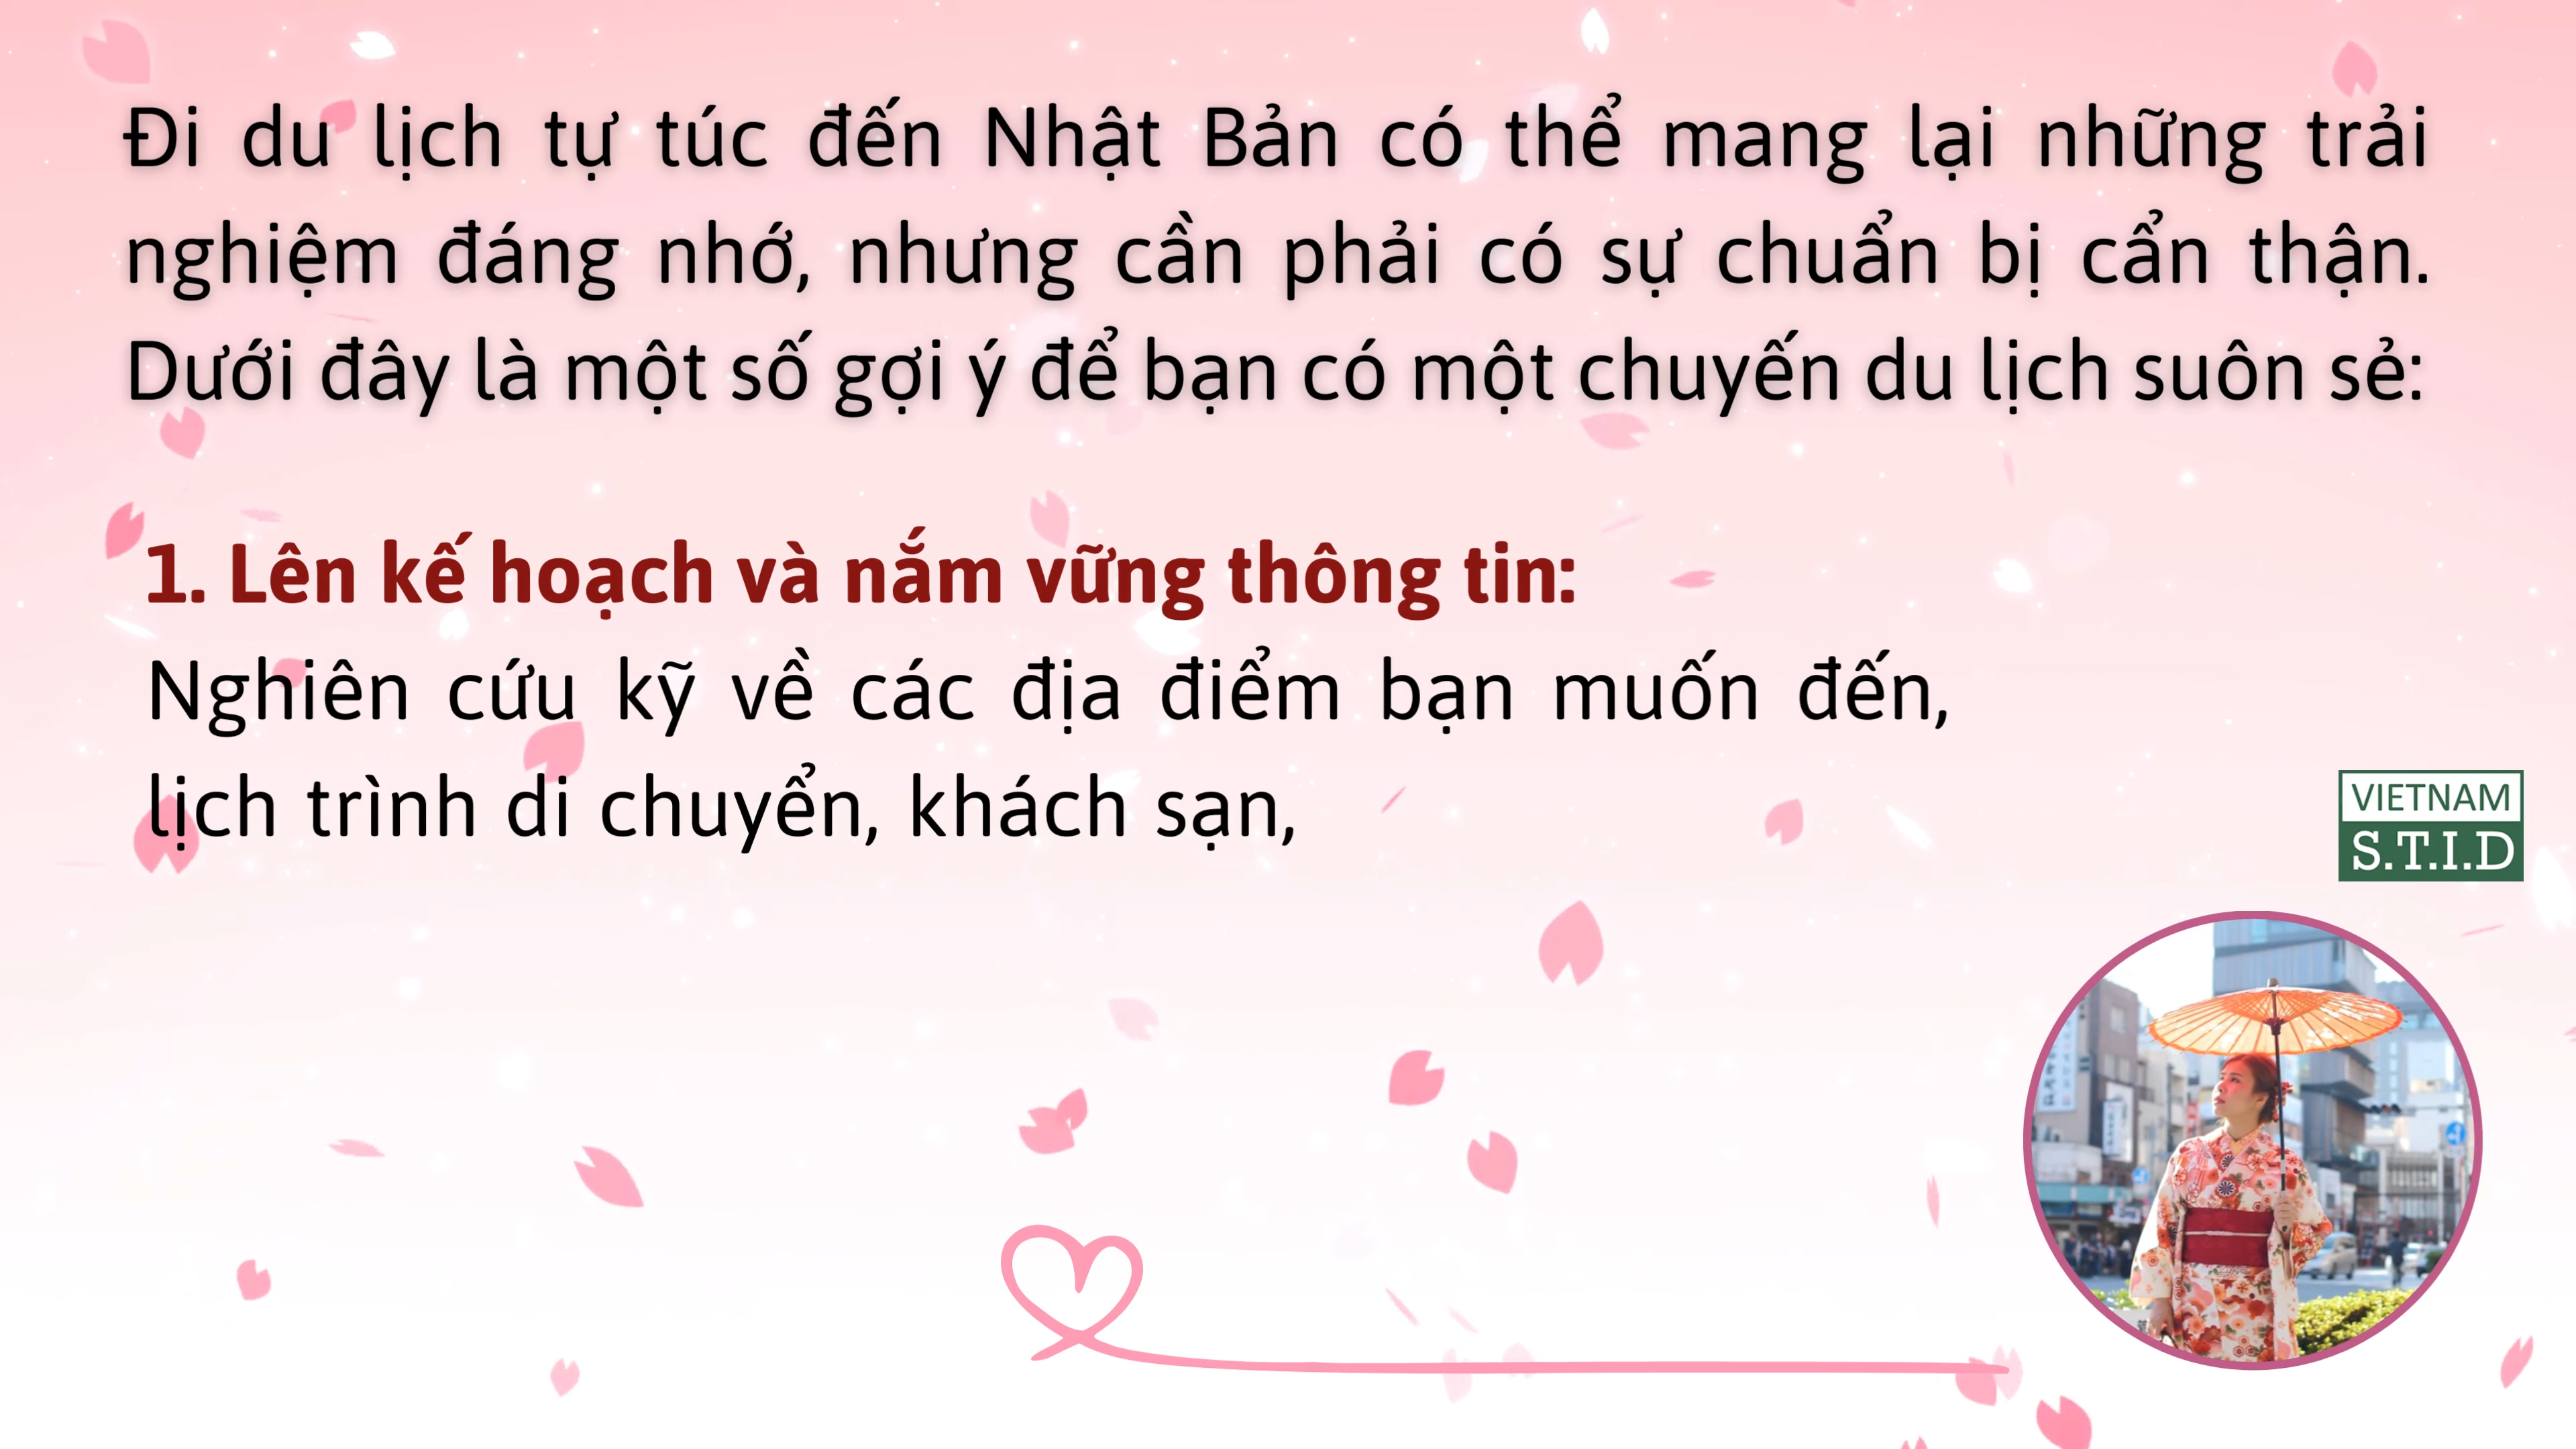 Đi du lịch tự túc đến Nhật Bản có thể mang lại những trải
nghiệm đáng nhớ, nhưng cần phải có sự chuẩn bị cẩn thận.
Dưới đây là một số gợi ý để bạn có một chuyến du lịch suôn sẻ:
1. Lên kế hoạch và nắm vững thông tin:
Nghiên cứu kỹ về các địa điểm bạn muốn đến,
lịch trình di chuyển, khách sạn,
VIETNAM
S.T.I.D